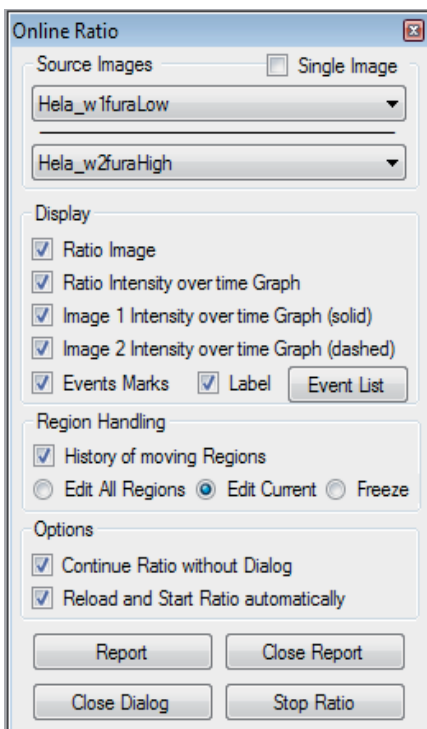 Online Ratio
Source Images Single Image
Hela_w1furaLow
Hela_w2furaHigh
Display
Ratio Image
Ratio Intensity over time Graph
Image 1 Intensity over time Graph (solid)
Image 2 Intensity over time Graph (dashed)
Events Marks Label Event List
Region Handling
History of moving Regions
Edit All Regions Edit Current Freeze
Options
Continue Ratio without Dialog
Reload and Start Ratio automatically
Report Close Report
Close Dialog Stop Ratio